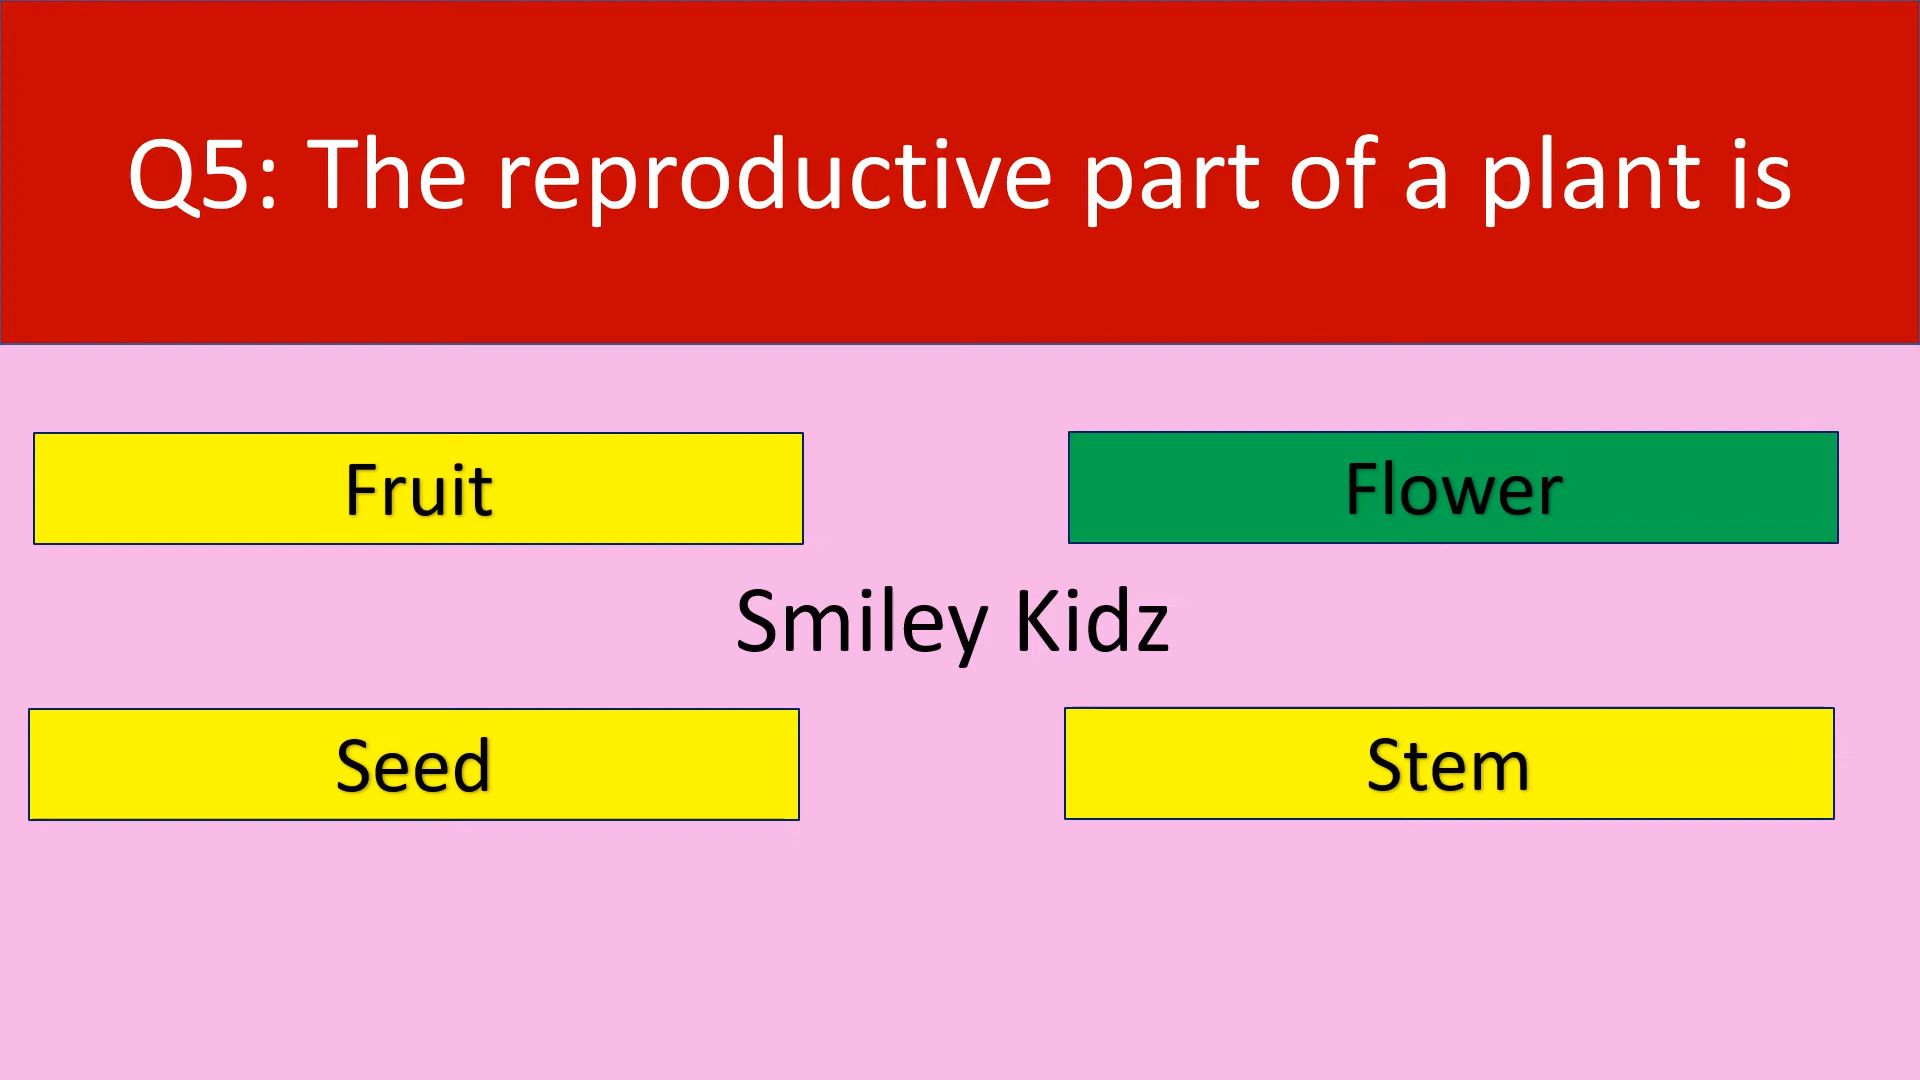 Q5: The reproductive part of a plant is
Fruit
Flower
Smiley Kidz
Seed
Stem